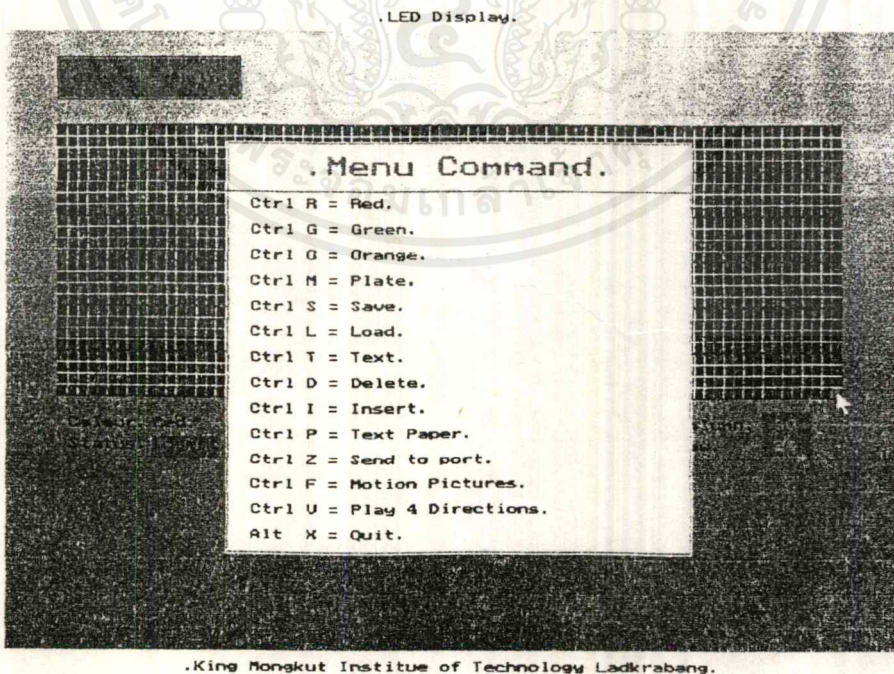 .LED Display.
.Menu Command.
Ctrl R = Red.
Ctrl G = Green.
Ctrl O = Orange.
Ctrl M = Plate.
Ctrl S = Save.
Ctrl L = Load.
Ctrl T = Text.
Ctrl D = Delete.
Ctrl I = Insert.
Ctrl P = Text Paper.
Ctrl Z = Send to port.
Ctrl F = Motion Pictures.
Ctrl V = Play 4 Directions.
Alt X = Quit.
.King Mongkut Institue of Technology Ladkrabang.